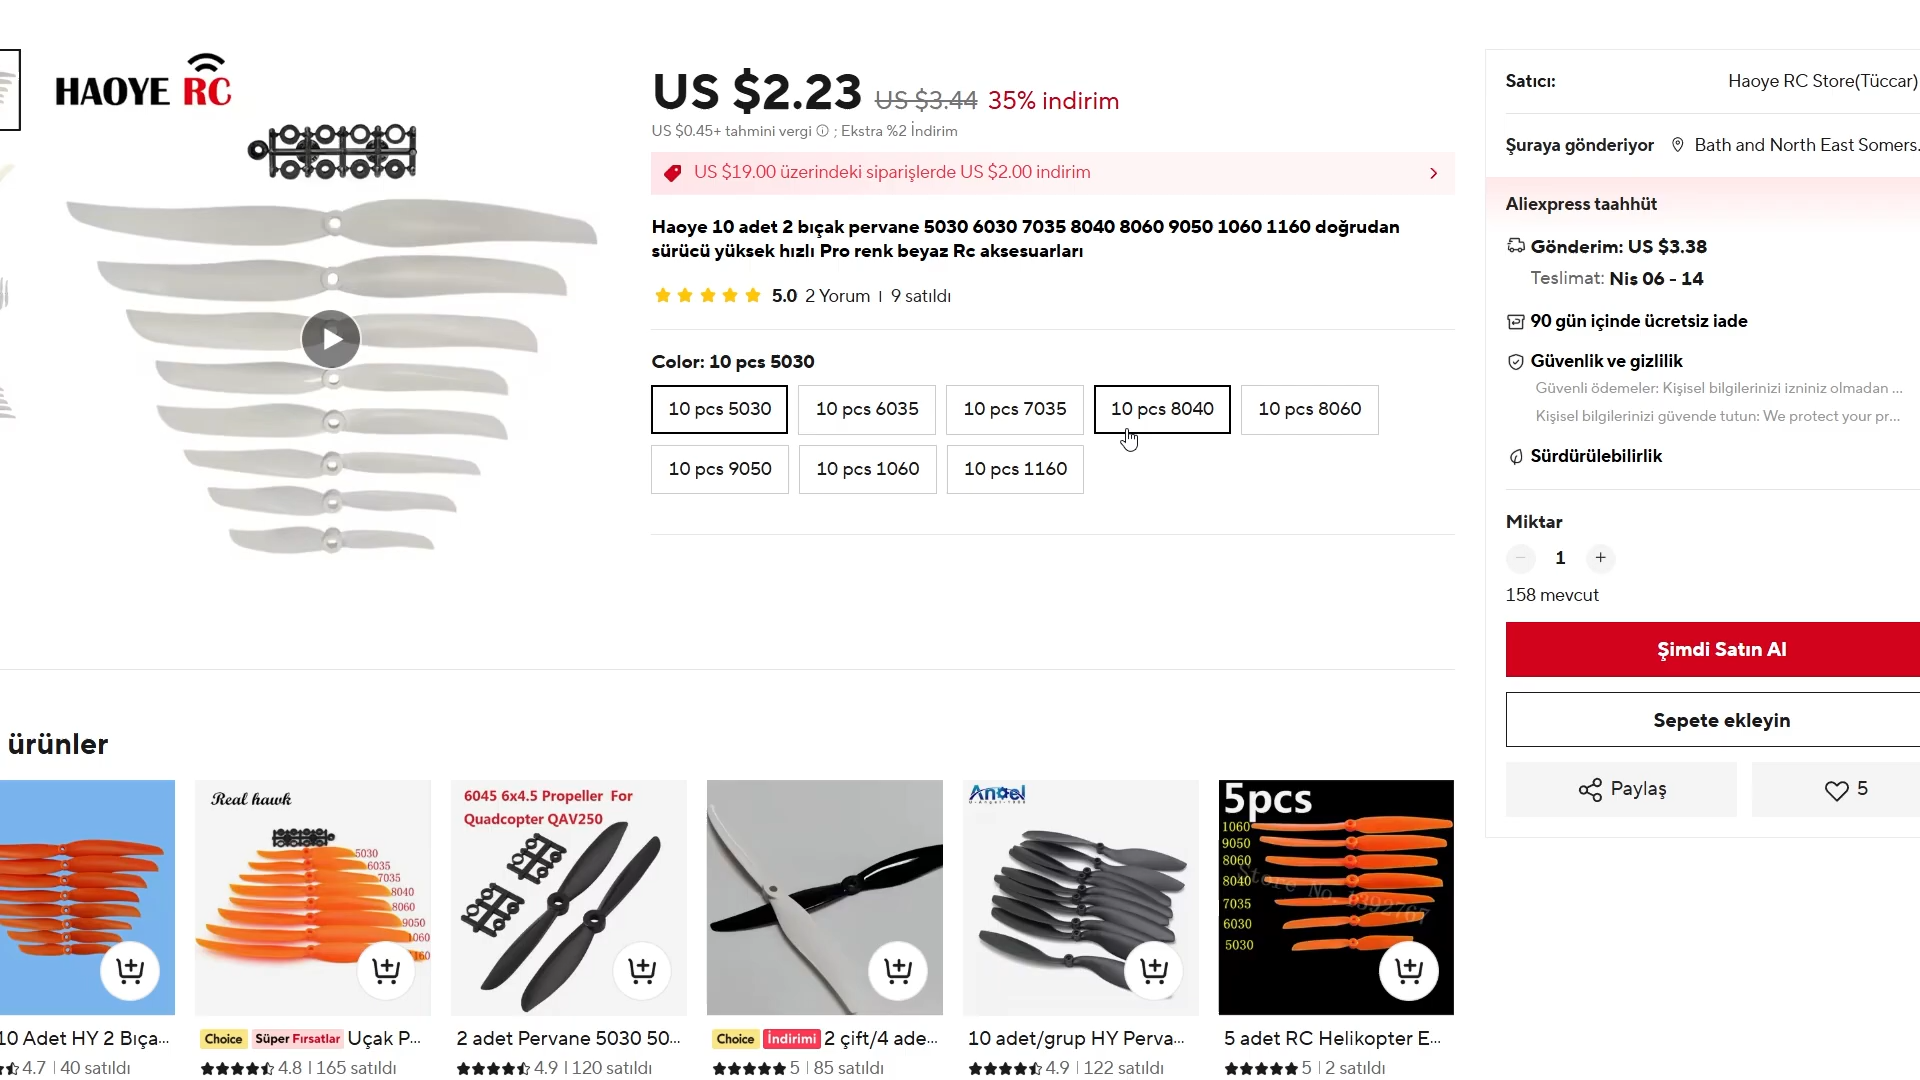 HAOYE RC
US $2.23 US $3.44 35% indirim
US $0.45+ tahmini vergi ; Ekstra %2 İndirim
US $19.00 üzerindeki siparişlerde US $2.00 indirim
Haoye 10 adet 2 bıçak pervane 5030 6030 7035 8040 8060 9050 1060 1160 doğrudan
sürücü yüksek hızlı Pro renk beyaz Rc aksesuarları
5.0 2 Yorum | 9 satıldı
Color: 10 pcs 5030
10 pcs 5030 10 pcs 6035 10 pcs 7035 10 pcs 8040 10 pcs 8060
10 pcs 9050 10 pcs 1060 10 pcs 1160
Satıcı: Haoye RC Store(Tüccar)
Şuraya gönderiyor Bath and North East Somers.
Aliexpress taahhüt
Gönderim: US $3.38
Teslimat: Nis 06 - 14
90 gün içinde ücretsiz iade
Güvenlik ve gizlilik
Güvenli ödemeler: Kişisel bilgilerinizi izniniz olmadan ...
Kişisel bilgilerinizi güvende tutun: We protect your pr...
Sürdürülebilirlik
Miktar
1
158 mevcut
Şimdi Satın Al
Sepete ekleyin
Paylaş 5
ürünler
Real hawk
5030
6035
7035
8040
8060
9050
1060
1160
6045 6x4.5 Propeller For
Quadcopter QAV250
Angel
5pcs
1060
9050
8060
8040
7035
6030
5030
10 Adet HY 2 Bıça...
4.7 | 40 satıldı
Choice Süper Fırsatlar Uçak P...
4.8 | 165 satıldı
2 adet Pervane 5030 50...
4.9 | 120 satıldı
Choice İndirimi 2 çift/4 ade...
5 | 85 satıldı
10 adet/grup HY Perva...
4.9 | 122 satıldı
5 adet RC Helikopter E...
5 | 2 satıldı